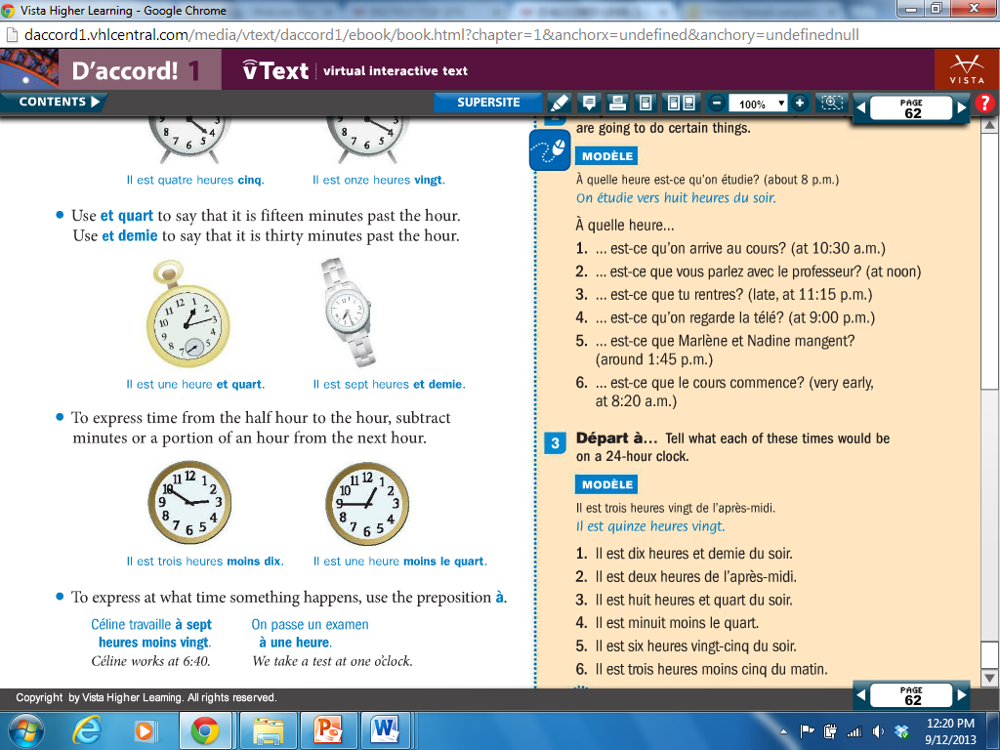 Vista Higher Learning - Google Chrome
daccord1.vhlcentral.com/media/vtext/daccord1/ebook/book.html?chapter=1&anchorx=undefined&anchory=undefinednull
D'accord! 1
vText | virtual interactive text
VISTA
CONTENTS
SUPERSITE
100%
PAGE
62
?
Il est quatre heures cinq.
Il est onze heures vingt.
• Use et quart to say that it is fifteen minutes past the hour.
Use et demie to say that it is thirty minutes past the hour.
Il est une heure et quart.
Il est sept heures et demie.
• To express time from the half hour to the hour, subtract
minutes or a portion of an hour from the next hour.
Il est trois heures moins dix.
Il est une heure moins le quart.
• To express at what time something happens, use the preposition à.
Céline travaille à sept
heures moins vingt.
Céline works at 6:40.
On passe un examen
à une heure.
We take a test at one o'clock.
are going to do certain things.
MODÈLE
À quelle heure est-ce qu'on étudie? (about 8 p.m.)
On étudie vers huit heures du soir.
À quelle heure...
1. ... est-ce qu'on arrive au cours? (at 10:30 a.m.)
2. ... est-ce que vous parlez avec le professeur? (at noon)
3. ... est-ce que tu rentres? (late, at 11:15 p.m.)
4. ... est-ce qu'on regarde la télé? (at 9:00 p.m.)
5. ... est-ce que Marlène et Nadine mangent?
(around 1:45 p.m.)
6. ... est-ce que le cours commence? (very early,
at 8:20 a.m.)
3 Départ à... Tell what each of these times would be
on a 24-hour clock.
MODÈLE
Il est trois heures vingt de l'après-midi.
Il est quinze heures vingt.
1. Il est dix heures et demie du soir.
2. Il est deux heures de l'après-midi.
3. Il est huit heures et quart du soir.
4. Il est minuit moins le quart.
5. Il est six heures vingt-cinq du soir.
6. Il est trois heures moins cinq du matin.
Copyright by Vista Higher Learning. All rights reserved.
PAGE
62
12:20 PM
9/12/2013